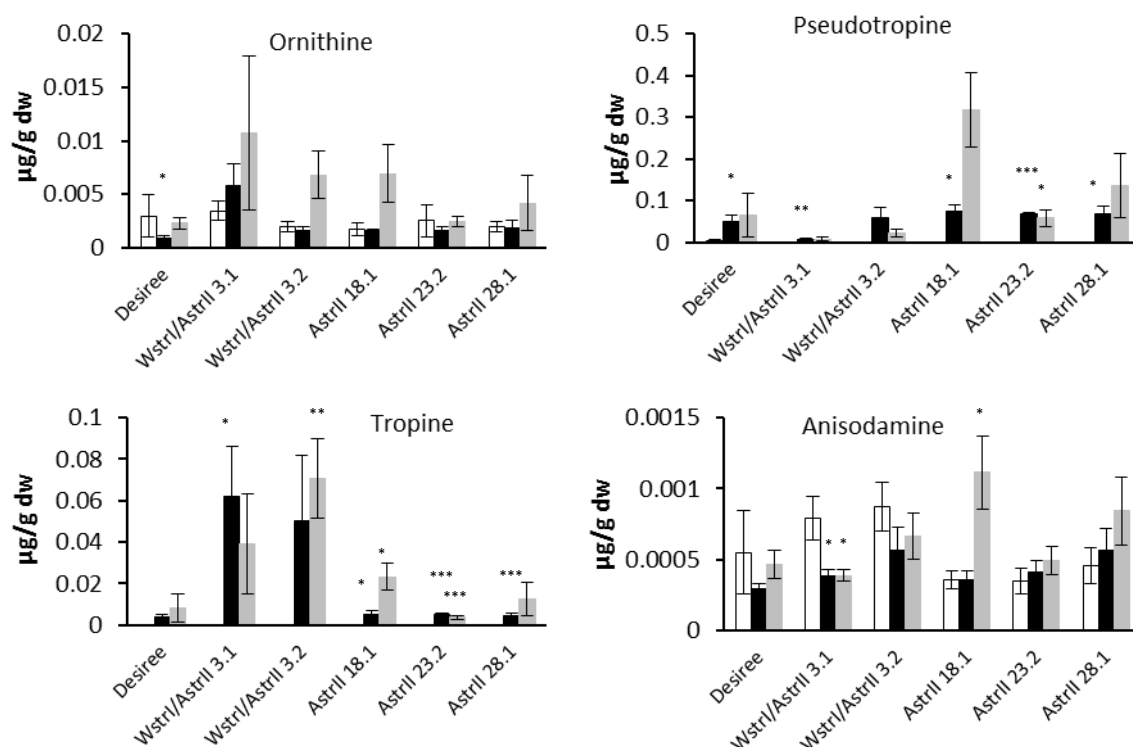 Ornithine
µg/g dw
0.02
0.015
0.01
0.005
0
*
Desiree
WstrI/AstrII 3.1
WstrI/AstrII 3.2
AstrII 18.1
AstrII 23.2
AstrII 28.1
Pseudotropine
µg/g dw
0.5
0.4
0.3
0.2
0.1
0
*
**
*
***
*
*
Desiree
WstrI/AstrII 3.1
WstrI/AstrII 3.2
AstrII 18.1
AstrII 23.2
AstrII 28.1
Tropine
µg/g dw
0.1
0.08
0.06
0.04
0.02
0
*
**
*
*
***
***
***
Desiree
WstrI/AstrII 3.1
WstrI/AstrII 3.2
AstrII 18.1
AstrII 23.2
AstrII 28.1
Anisodamine
µg/g dw
0.0015
0.001
0.0005
0
* *
*
Desiree
WstrI/AstrII 3.1
WstrI/AstrII 3.2
AstrII 18.1
AstrII 23.2
AstrII 28.1